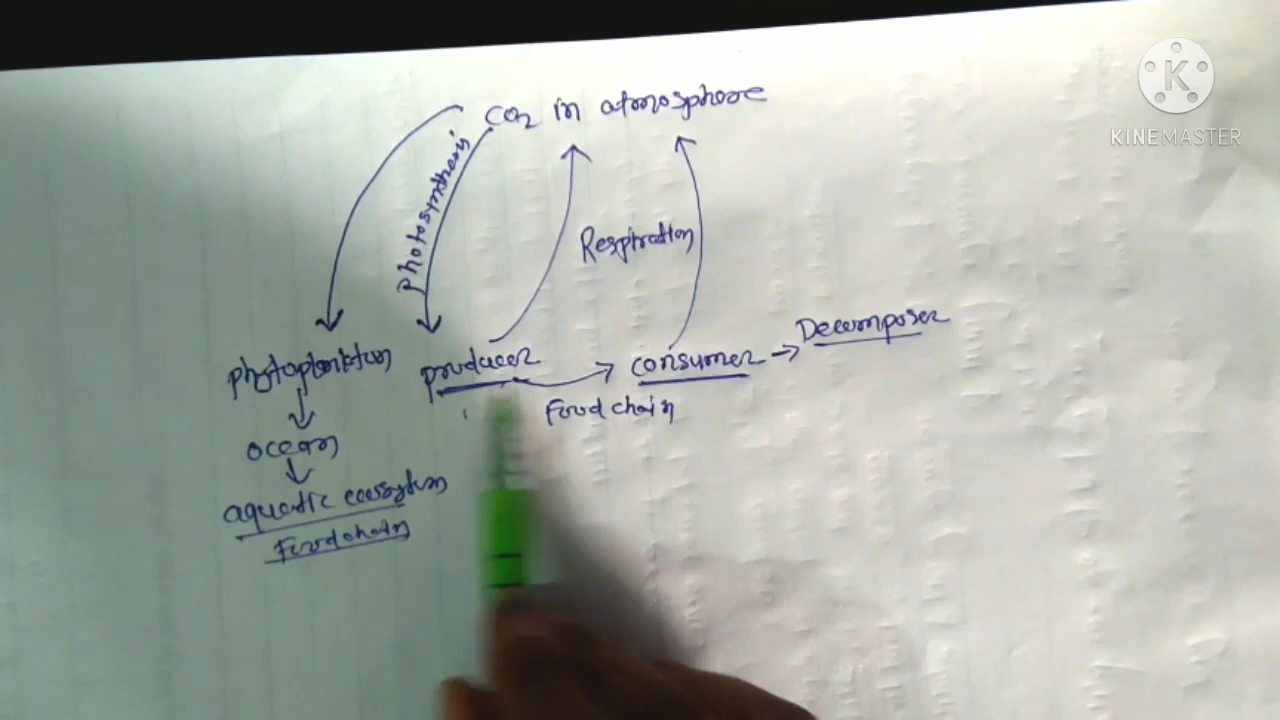 KINEMASTER
CO2 in atmosphere
Photosynthesis
Respiration
Decomposer
phytoplankton
producer
consumer
Food chain
ocean
aquatic ecosystem
Food chain